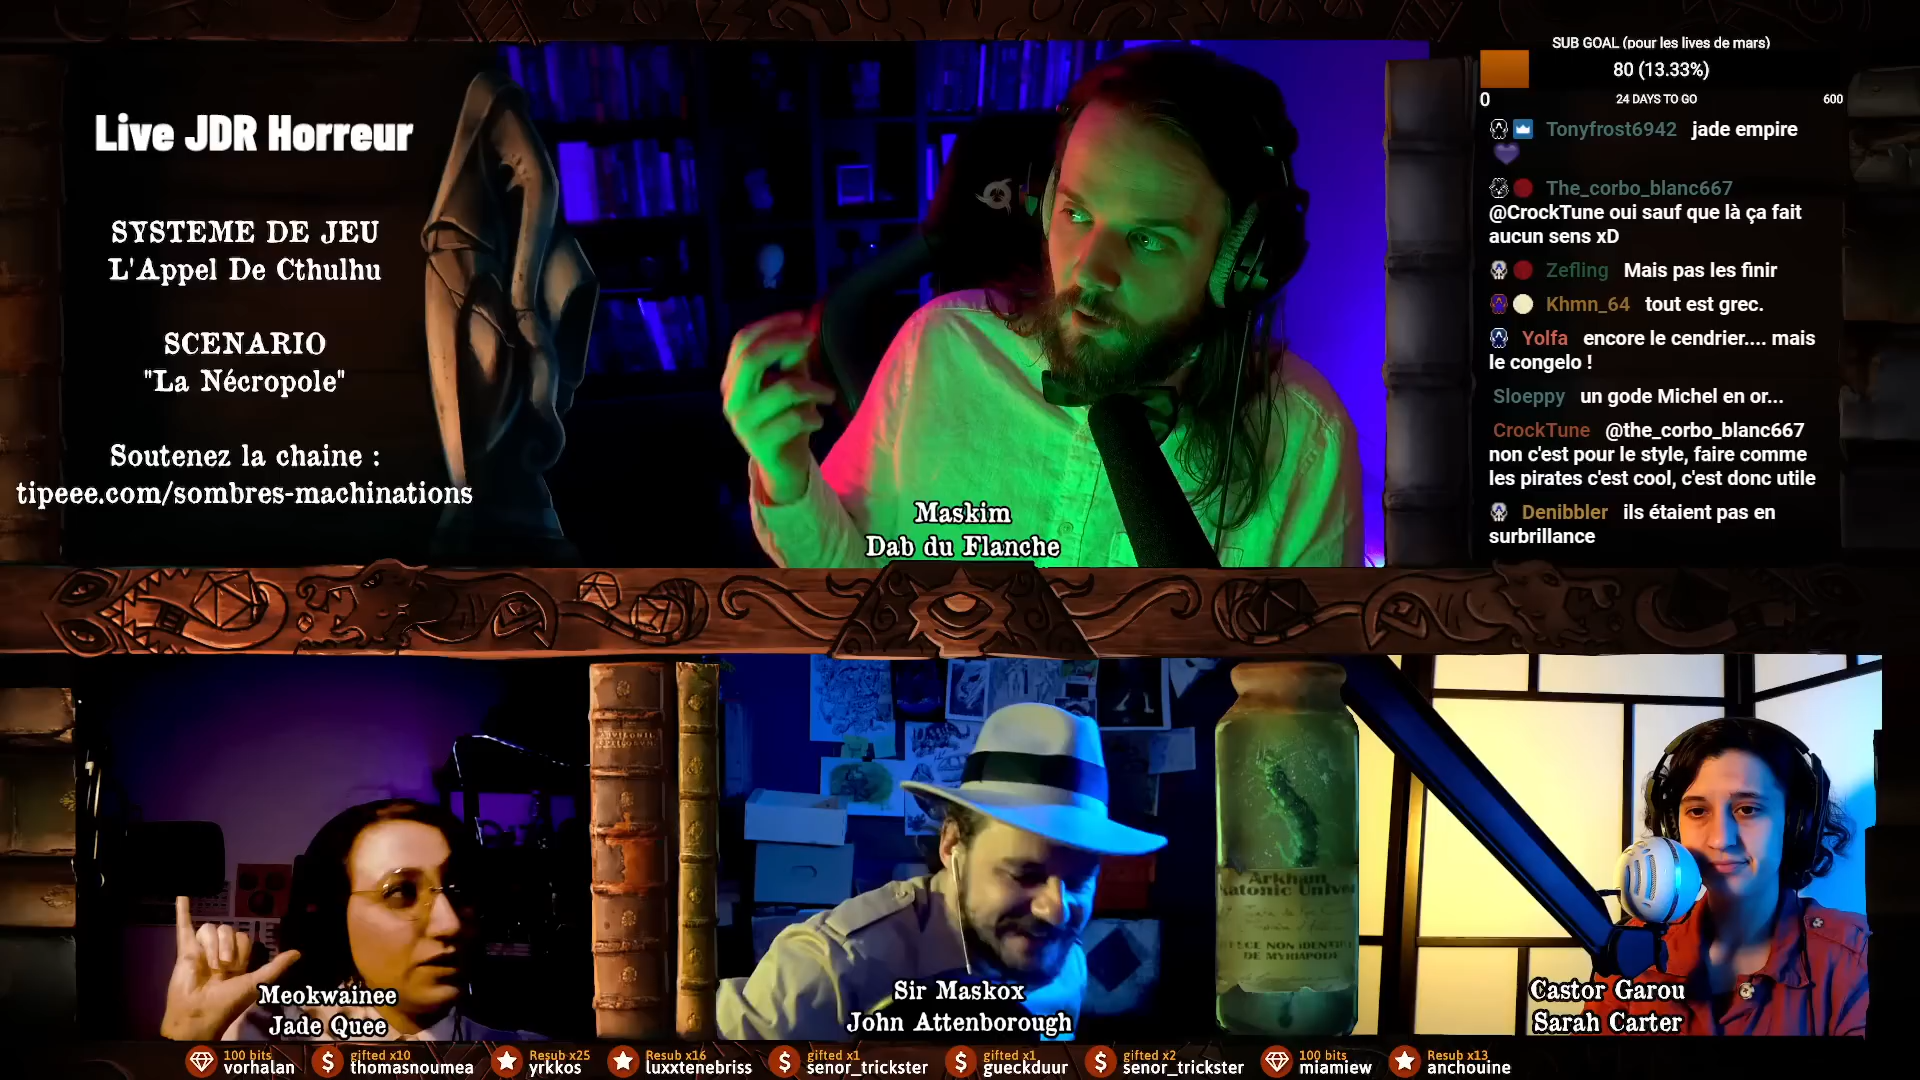 Live JDR Horreur
SYSTEME DE JEU
L'Appel De Cthulhu
SCENARIO
"La Nécropole"
Soutenez la chaine :
tipeee.com/sombres-machinations
Maskim
Dab du Flanche
SUB GOAL (pour les lives de mars)
80 (13.33%)
0
24 DAYS TO GO
600
Tonyfrost6942 jade empire
The_corbo_blanc667
@CrockTune oui sauf que là ça fait
aucun sens xD
Zefling Mais pas les finir
Khmn_64 tout est grec.
Yolfa encore le cendrier.... mais
le congelo !
Sloeppy un gode Michel en or...
CrockTune @the_corbo_blanc667
non c'est pour le style, faire comme
les pirates c'est cool, c'est donc utile
Denibbler ils étaient pas en
surbrillance
Meokwainee
Jade Quee
Sir Maskox
John Attenborough
Arkham
katonic Univer
DE MYRIAPODE
Castor Garou
Sarah Carter
100 bits
vorhalan
gifted x10
thomasnoumea
Resub x25
yrkkos
Resub x16
luxxtenebriss
gifted x1
senor_trickster
gifted x1
gueckduur
gifted x2
senor_trickster
100 bits
miamiew
Resub x13
anchouine